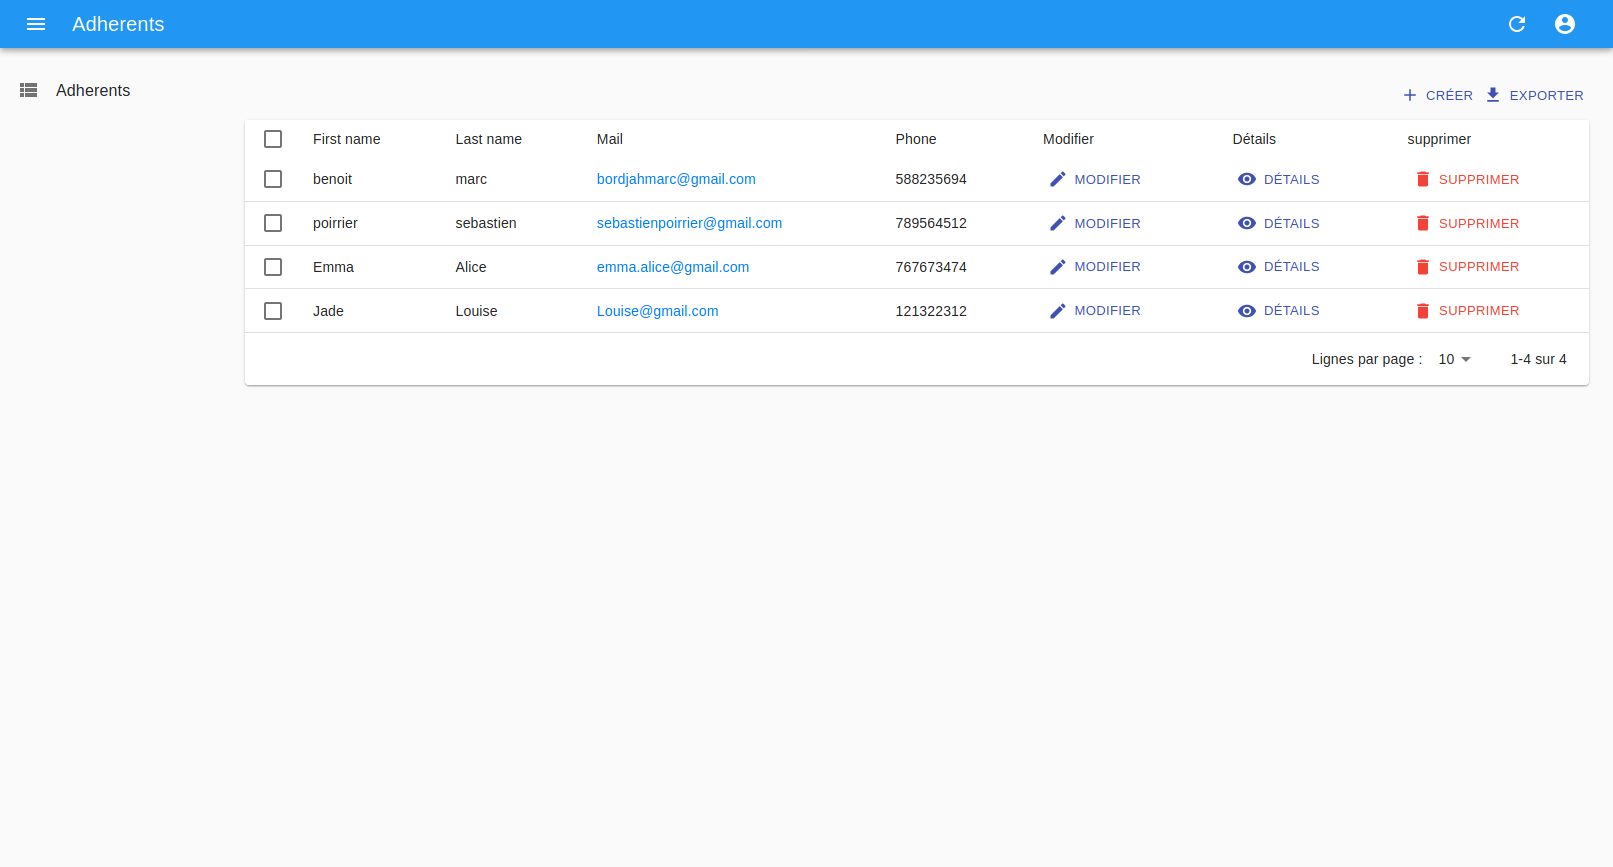 Adherents
Adherents
CRÉER EXPORTER
First name Last name Mail Phone Modifier Détails supprimer
benoit marc bordjahmarc@gmail.com 588235694 MODIFIER DÉTAILS SUPPRIMER
poirrier sebastien sebastienpoirrier@gmail.com 789564512 MODIFIER DÉTAILS SUPPRIMER
Emma Alice emma.alice@gmail.com 767673474 MODIFIER DÉTAILS SUPPRIMER
Jade Louise Louise@gmail.com 121322312 MODIFIER DÉTAILS SUPPRIMER
Lignes par page : 10 1-4 sur 4